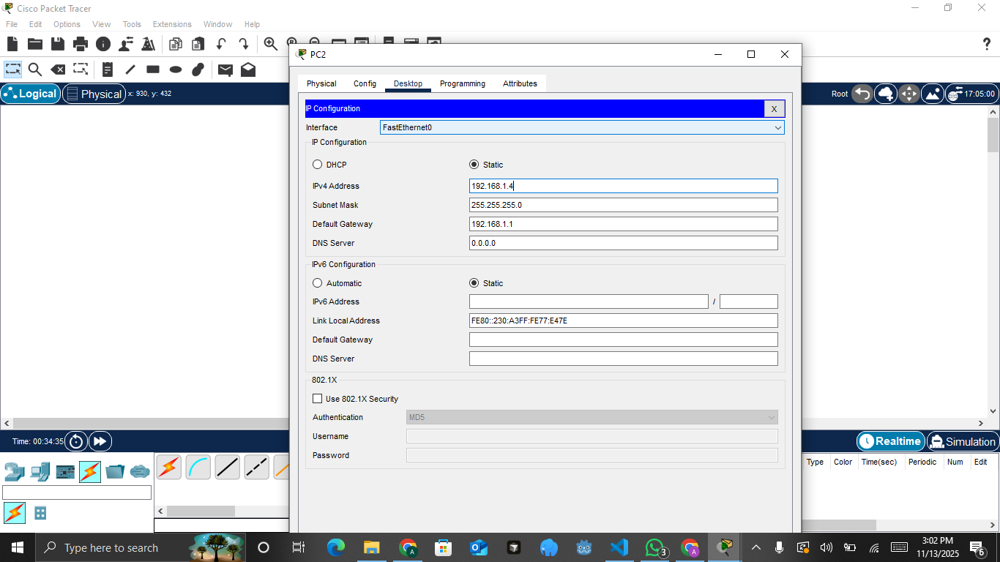 Cisco Packet Tracer
File Edit Options View Tools Extensions Window Help
?
PC2
Physical Config Desktop Programming Attributes
Logical Physical x: 930, y: 432
Root 17:05:00
IP Configuration X
Interface FastEthernet0
IP Configuration
DHCP Static
IPv4 Address 192.168.1.4
Subnet Mask 255.255.255.0
Default Gateway 192.168.1.1
DNS Server 0.0.0.0
IPv6 Configuration
Automatic Static
IPv6 Address /
Link Local Address FE80::230:A3FF:FE77:E47E
Default Gateway
DNS Server
802.1X
Use 802.1X Security
Authentication MD5
Username
Password
Time: 00:34:35
Realtime Simulation
Type Color Time(sec) Periodic Num Edit
Type here to search
3
3:02 PM
11/13/2025
6